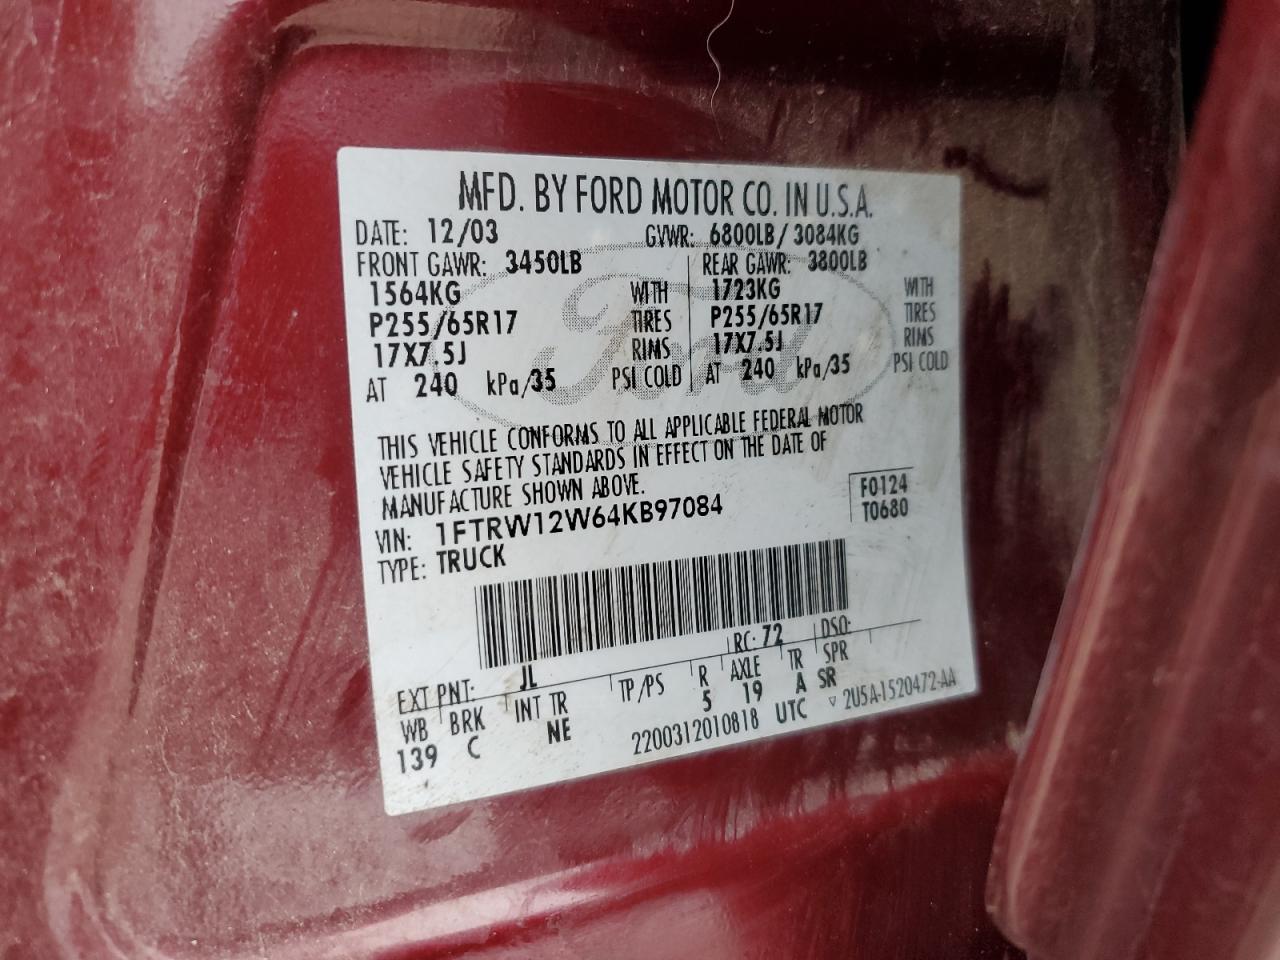 MFD. BY FORD MOTOR CO. IN U.S.A.
DATE: 12/03 GVWR: 6800LB/ 3084KG
FRONT GAWR: 3450LB REAR GAWR: 3800LB
1564KG WITH 1723KG WITH
P255/65R17 TIRES P255/65R17 TIRES
17X7.5J RIMS 17X7.5J RIMS
AT 240 kPa/35 PSI COLD AT 240 kPa/35 PSI COLD
Ford
THIS VEHICLE CONFORMS TO ALL APPLICABLE FEDERAL MOTOR
VEHICLE SAFETY STANDARDS IN EFFECT ON THE DATE OF
MANUFACTURE SHOWN ABOVE.
VIN: 1FTRW12W64KB97084 F0124
TYPE: TRUCK T0680
EXT PNT: JL RC: 72 DSO:
WB BRK INT TR TP/PS R AXLE TR SPR
139 C NE 5 19 A SR
2200312010818 UTC ▽ 2U5A-1520472-AA